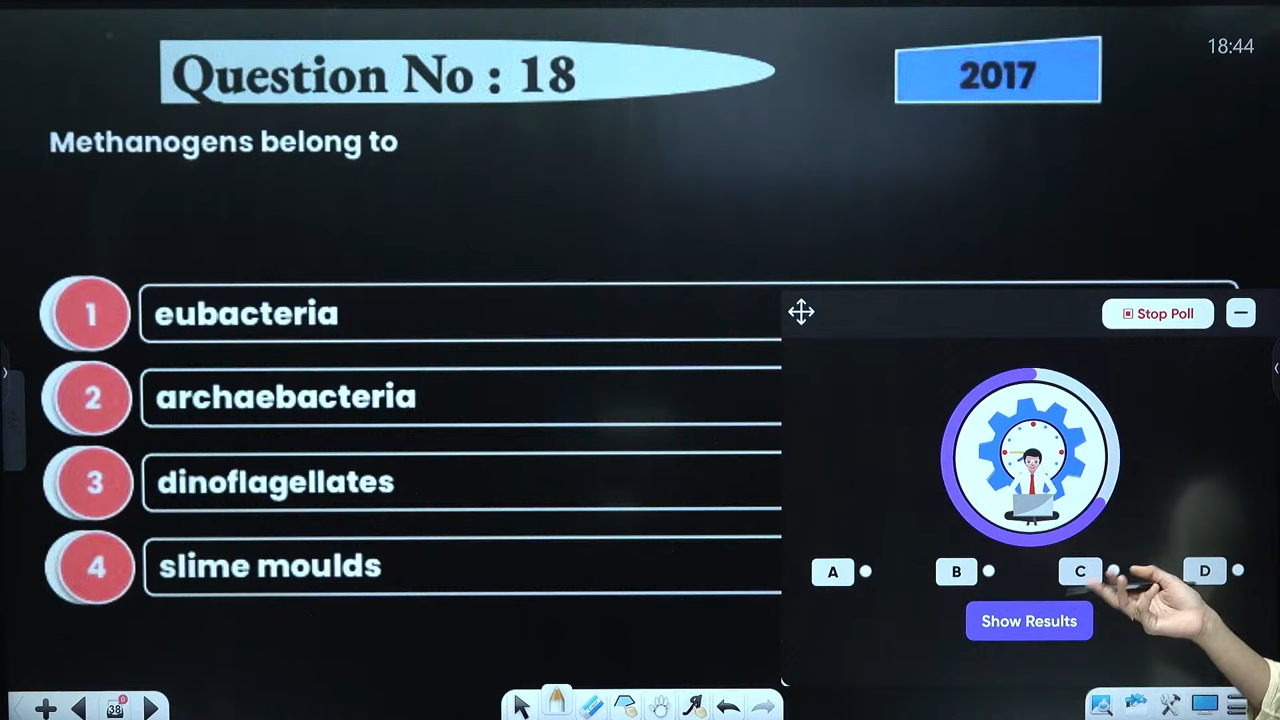 Question No : 18
2017
18:44
Methanogens belong to
1 eubacteria
2 archaebacteria
3 dinoflagellates
4 slime moulds
Stop Poll
A B C D
Show Results
38